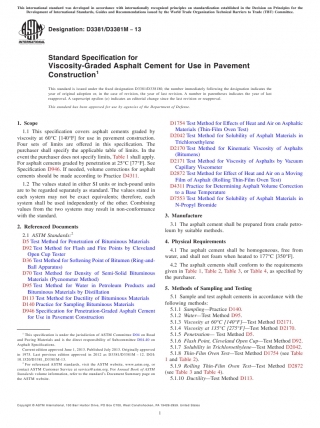 This international standard was developed in accordance with internationally recognized principles on standardization established in the Decision on Principles for the
Development of International Standards, Guides and Recommendations issued by the World Trade Organization Technical Barriers to Trade (TBT) Committee.
Designation: D3381/D3381M − 13
INTERNATIONAL
Standard Specification for
Viscosity-Graded Asphalt Cement for Use in Pavement
Construction1
This standard is issued under the fixed designation D3381/D3381M; the number immediately following the designation indicates the
year of original adoption or, in the case of revision, the year of last revision. A number in parentheses indicates the year of last
reapproval. A superscript epsilon (ε) indicates an editorial change since the last revision or reapproval.
This standard has been approved for use by agencies of the Department of Defense.
1. Scope
1.1 This specification covers asphalt cements graded by
viscosity at 60°C [140°F] for use in pavement construction.
Four sets of limits are offered in this specification. The
purchaser shall specify the applicable table of limits. In the
event the purchaser does not specify limits, Table 1 shall apply.
For asphalt cements graded by penetration at 25°C [77°F], See
Specification D946. If needed, volume corrections for asphalt
cements should be made according to Practice D4311.
1.2 The values stated in either SI units or inch-pound units
are to be regarded separately as standard. The values stated in
each system may not be exact equivalents; therefore, each
system shall be used independently of the other. Combining
values from the two systems may result in non-conformance
with the standard.
2. Referenced Documents
2.1 ASTM Standards:2
D5 Test Method for Penetration of Bituminous Materials
D92 Test Method for Flash and Fire Points by Cleveland
Open Cup Tester
D36 Test Method for Softening Point of Bitumen (Ring-and-
Ball Apparatus)
D70 Test Method for Density of Semi-Solid Bituminous
Materials (Pycnometer Method)
D95 Test Method for Water in Petroleum Products and
Bituminous Materials by Distillation
D113 Test Method for Ductility of Bituminous Materials
D140 Practice for Sampling Bituminous Materials
D946 Specification for Penetration-Graded Asphalt Cement
for Use in Pavement Construction
1 This specification is under the jurisdiction of ASTM Committee D04 on Road
and Paving Materials and is the direct responsibility of Subcommittee D04.40 on
Asphalt Specifications.
Current edition approved June 1, 2013. Published July 2013. Originally approved
in 1975. Last previous edition approved in 2012 as D3381/D3381M – 12. DOI:
10.1520/D3381_D3381M-13.
2 For referenced ASTM standards, visit the ASTM website, www.astm.org, or
contact ASTM Customer Service at service@astm.org. For Annual Book of ASTM
Standards volume information, refer to the standard's Document Summary page on
the ASTM website.
D1754 Test Method for Effects of Heat and Air on Asphaltic
Materials (Thin-Film Oven Test)
D2042 Test Method for Solubility of Asphalt Materials in
Trichloroethylene
D2170 Test Method for Kinematic Viscosity of Asphalts
(Bitumens)
D2171 Test Method for Viscosity of Asphalts by Vacuum
Capillary Viscometer
D2872 Test Method for Effect of Heat and Air on a Moving
Film of Asphalt (Rolling Thin-Film Oven Test)
D4311 Practice for Determining Asphalt Volume Correction
to a Base Temperature
D7553 Test Method for Solubility of Asphalt Materials in
N-Propyl Bromide
3. Manufacture
3.1 The asphalt cement shall be prepared from crude petro-
leum by suitable methods.
4. Physical Requirements
4.1 The asphalt cement shall be homogeneous, free from
water, and shall not foam when heated to 177°C [350°F].
4.2 The asphalt cements shall conform to the requirements
given in Table 1, Table 2, Table 3, or Table 4, as specified by
the purchaser.
5. Methods of Sampling and Testing
5.1 Sample and test asphalt cements in accordance with the
following methods:
5.1.1 Sampling—Practice D140.
5.1.2 Water—Test Method D95.
5.1.3 Viscosity at 60°C [140°F]—Test Method D2171.
5.1.4 Viscosity at 135°C [275°F]—Test Method D2170.
5.1.5 Penetration—Test Method D5.
5.1.6 Flash Point, Cleveland Open Cup—Test Method D92.
5.1.7 Solubility in Trichloroethylene—Test Method D2042.
5.1.8 Thin-Film Oven Test—Test Method D1754 (see Table
1 and Table 2).
5.1.9 Rolling Thin-Film Oven Test—Test Method D2872
(see Table 3 and Table 4).
5.1.10 Ductility—Test Method D113.
Copyright © ASTM International, 100 Barr Harbor Drive, PO Box C700, West Conshohocken, PA 19428-2959. United States
1